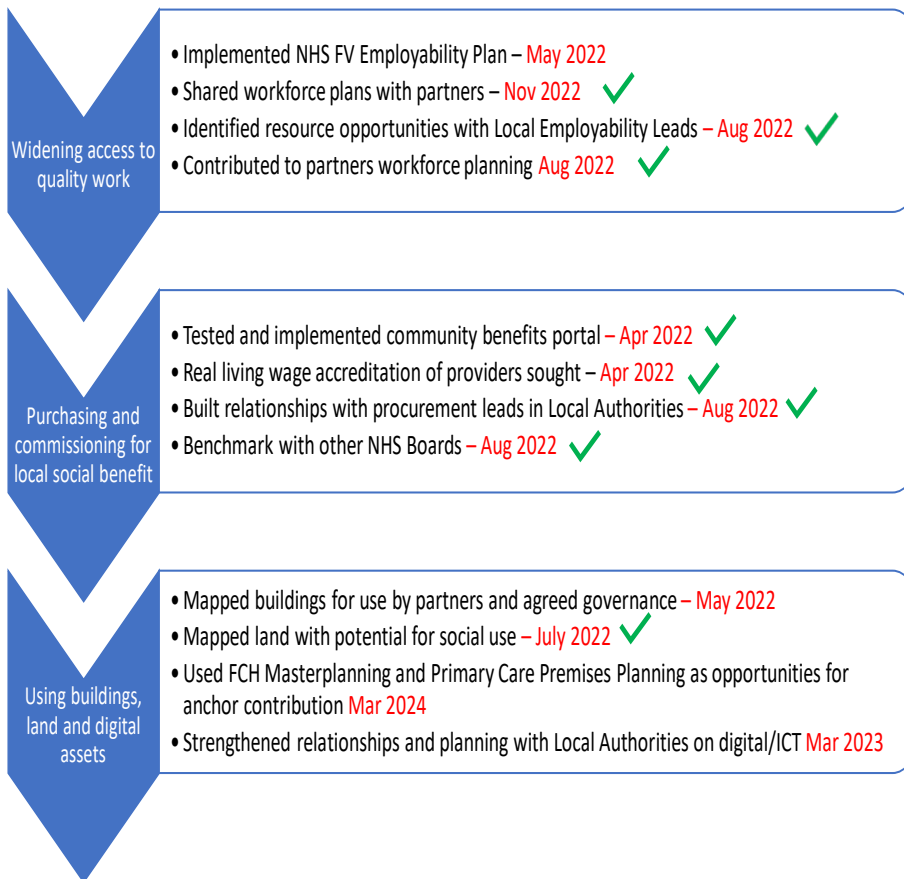 Widening access to
quality work
• Implemented NHS FV Employability Plan – May 2022
• Shared workforce plans with partners – Nov 2022
• Identified resource opportunities with Local Employability Leads – Aug 2022
• Contributed to partners workforce planning Aug 2022
Purchasing and
commissioning for
local social benefit
• Tested and implemented community benefits portal – Apr 2022
• Real living wage accreditation of providers sought – Apr 2022
• Built relationships with procurement leads in Local Authorities – Aug 2022
• Benchmark with other NHS Boards – Aug 2022
Using buildings,
land and digital
assets
• Mapped buildings for use by partners and agreed governance – May 2022
• Mapped land with potential for social use – July 2022
• Used FCH Masterplanning and Primary Care Premises Planning as opportunities for
anchor contribution Mar 2024
• Strengthened relationships and planning with Local Authorities on digital/ICT Mar 2023